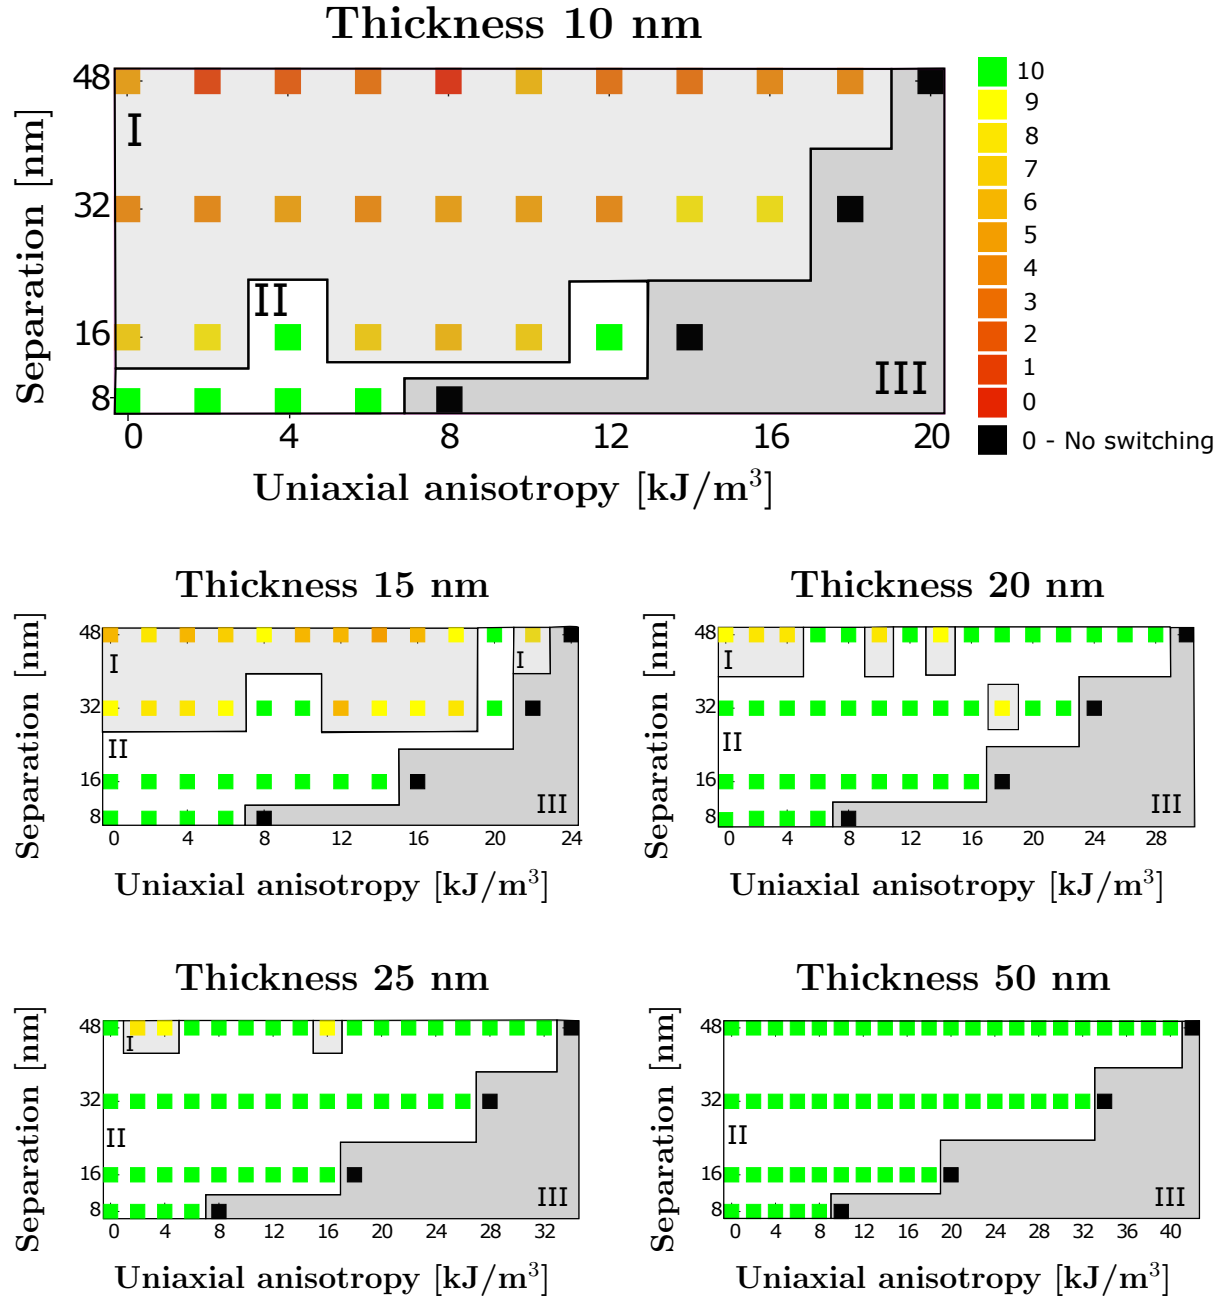 Thickness 10 nm
Separation [nm]
48
32
16
8
I
II
III
0 4 8 12 16 20
Uniaxial anisotropy [kJ/m³]
10
9
8
7
6
5
4
3
2
1
0
0 - No switching
Thickness 15 nm
Separation [nm]
48
32
16
8
I
I
II
III
0 4 8 12 16 20 24
Uniaxial anisotropy [kJ/m³]
Thickness 20 nm
Separation [nm]
48
32
16
8
I
II
III
0 4 8 12 16 20 24 28
Uniaxial anisotropy [kJ/m³]
Thickness 25 nm
Separation [nm]
48
32
16
8
I
II
III
0 4 8 12 16 20 24 28 32
Uniaxial anisotropy [kJ/m³]
Thickness 50 nm
Separation [nm]
48
32
16
8
II
III
0 4 8 12 16 20 24 28 32 36 40
Uniaxial anisotropy [kJ/m³]